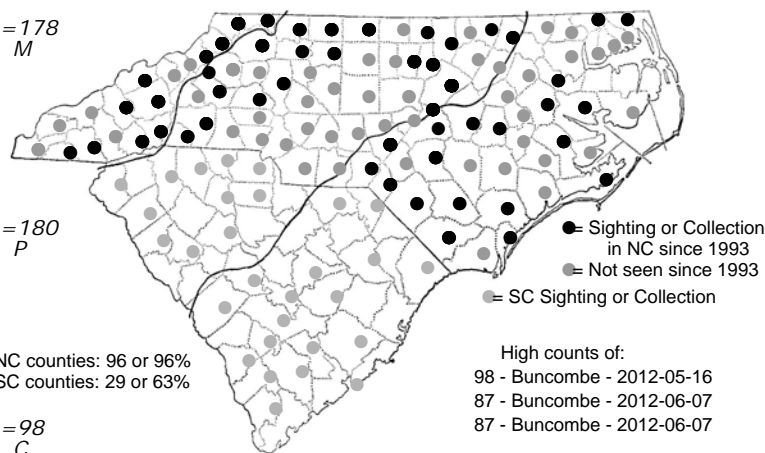 =178
M
=180
P
= Sighting or Collection
in NC since 1993
= Not seen since 1993
= SC Sighting or Collection
NC counties: 96 or 96%
SC counties: 29 or 63%
High counts of:
98 - Buncombe - 2012-05-16
87 - Buncombe - 2012-06-07
87 - Buncombe - 2012-06-07
=98
C